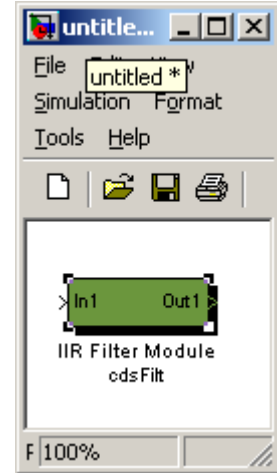 untitle...
File
untitled *
Simulation Format
Tools Help
In1 Out1
IIR Filter Module
cdsFilt
F 100%